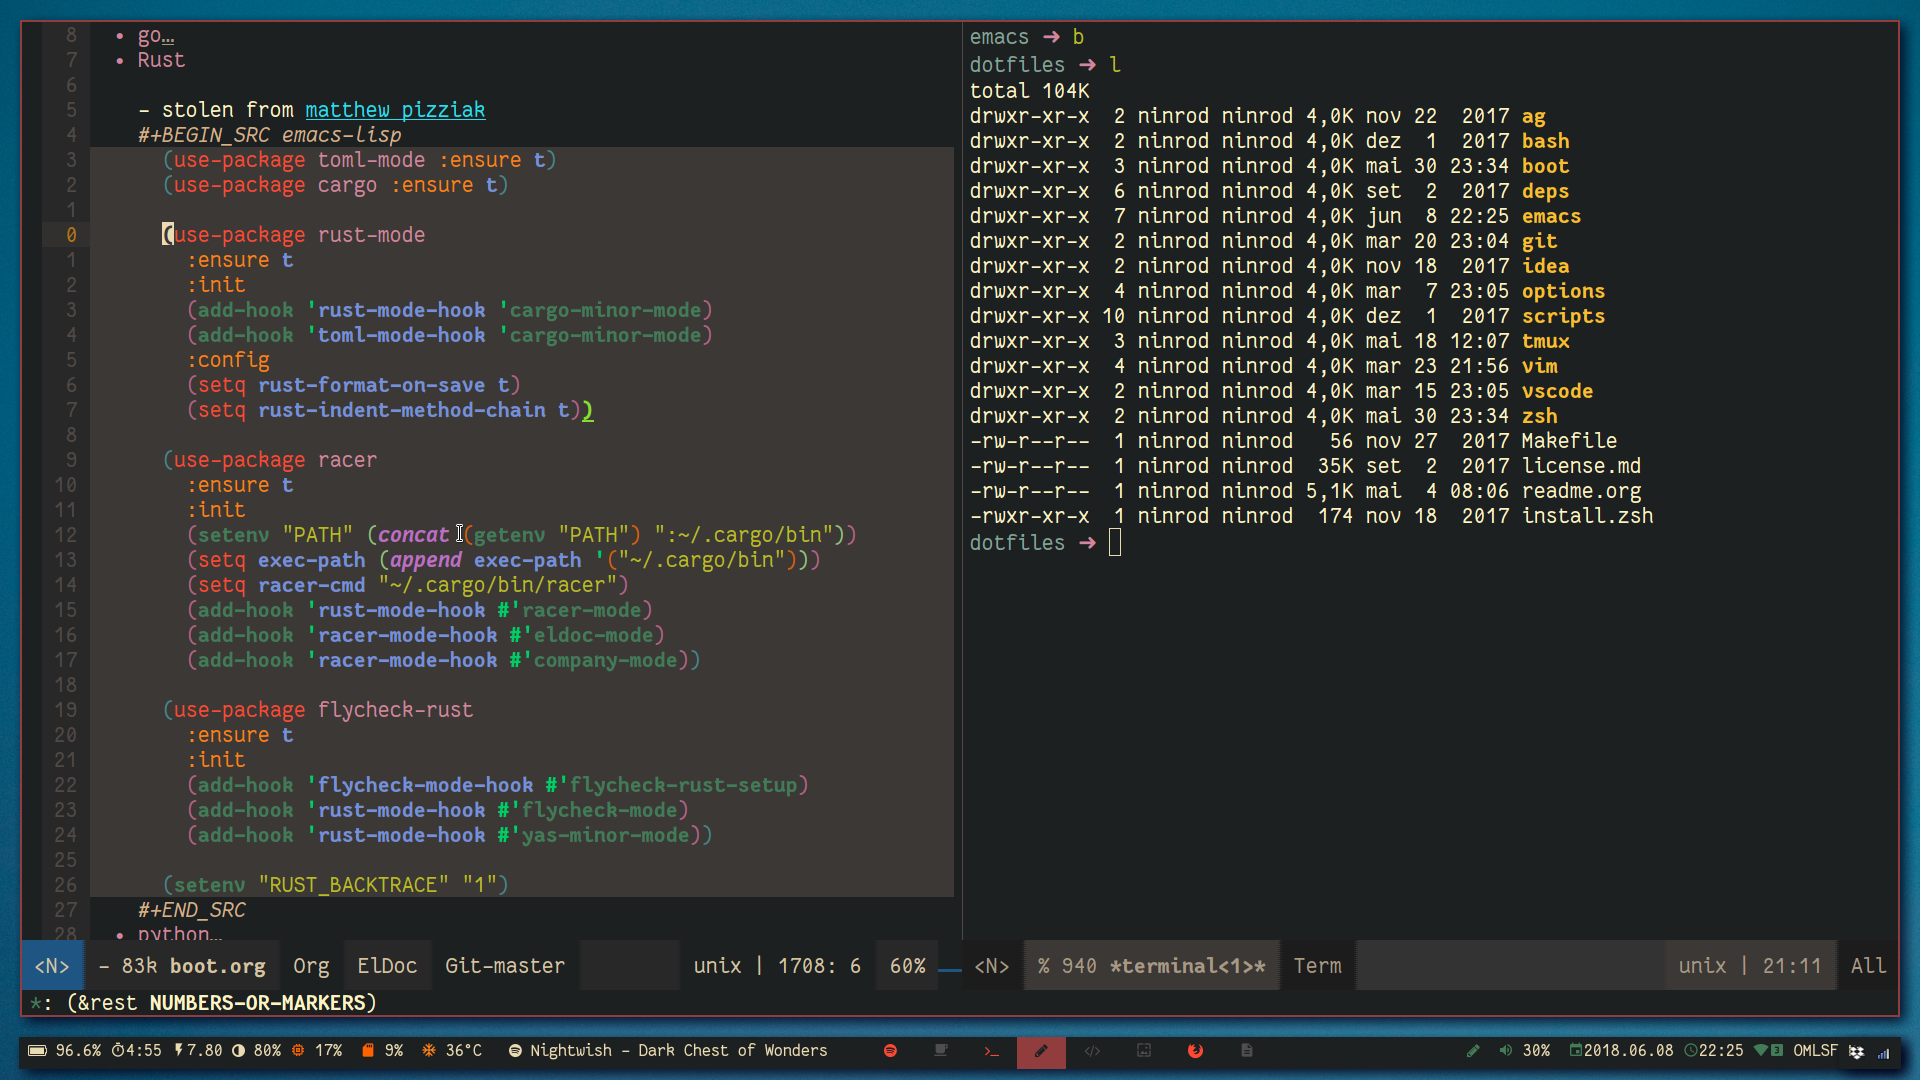 8 • go…
7 • Rust
6
5 - stolen from matthew pizziak
4 #+BEGIN_SRC emacs-lisp
3 (use-package toml-mode :ensure t)
2 (use-package cargo :ensure t)
1
0 (use-package rust-mode
1 :ensure t
2 :init
3 (add-hook 'rust-mode-hook 'cargo-minor-mode)
4 (add-hook 'toml-mode-hook 'cargo-minor-mode)
5 :config
6 (setq rust-format-on-save t)
7 (setq rust-indent-method-chain t))
8
9 (use-package racer
10 :ensure t
11 :init
12 (setenv "PATH" (concat (getenv "PATH") ":~/.cargo/bin"))
13 (setq exec-path (append exec-path '("~/.cargo/bin")))
14 (setq racer-cmd "~/.cargo/bin/racer")
15 (add-hook 'rust-mode-hook #'racer-mode)
16 (add-hook 'racer-mode-hook #'eldoc-mode)
17 (add-hook 'racer-mode-hook #'company-mode))
18
19 (use-package flycheck-rust
20 :ensure t
21 :init
22 (add-hook 'flycheck-mode-hook #'flycheck-rust-setup)
23 (add-hook 'rust-mode-hook #'flycheck-mode)
24 (add-hook 'rust-mode-hook #'yas-minor-mode))
25
26 (setenv "RUST_BACKTRACE" "1")
27 #+END_SRC
28 • python…
<N> - 83k boot.org Org ElDoc Git-master unix | 1708: 6 60%
emacs ➜ b
dotfiles ➜ l
total 104K
drwxr-xr-x 2 ninrod ninrod 4,0K nov 22 2017 ag
drwxr-xr-x 2 ninrod ninrod 4,0K dez 1 2017 bash
drwxr-xr-x 3 ninrod ninrod 4,0K mai 30 23:34 boot
drwxr-xr-x 6 ninrod ninrod 4,0K set 2 2017 deps
drwxr-xr-x 7 ninrod ninrod 4,0K jun 8 22:25 emacs
drwxr-xr-x 2 ninrod ninrod 4,0K mar 20 23:04 git
drwxr-xr-x 2 ninrod ninrod 4,0K nov 18 2017 idea
drwxr-xr-x 4 ninrod ninrod 4,0K mar 7 23:05 options
drwxr-xr-x 10 ninrod ninrod 4,0K dez 1 2017 scripts
drwxr-xr-x 3 ninrod ninrod 4,0K mai 18 12:07 tmux
drwxr-xr-x 4 ninrod ninrod 4,0K mar 23 21:56 vim
drwxr-xr-x 2 ninrod ninrod 4,0K mar 15 23:05 vscode
drwxr-xr-x 2 ninrod ninrod 4,0K mai 30 23:34 zsh
-rw-r--r-- 1 ninrod ninrod 56 nov 27 2017 Makefile
-rw-r--r-- 1 ninrod ninrod 35K set 2 2017 license.md
-rw-r--r-- 1 ninrod ninrod 5,1K mai 4 08:06 readme.org
-rwxr-xr-x 1 ninrod ninrod 174 nov 18 2017 install.zsh
dotfiles ➜
<N> % 940 *terminal<1>* Term unix | 21:11 All
*: (&rest NUMBERS-OR-MARKERS)
96.6% 4:55 7.80 80% 17% 9% 36°C Nightwish - Dark Chest of Wonders 30% 2018.06.08 22:25 OMLSF